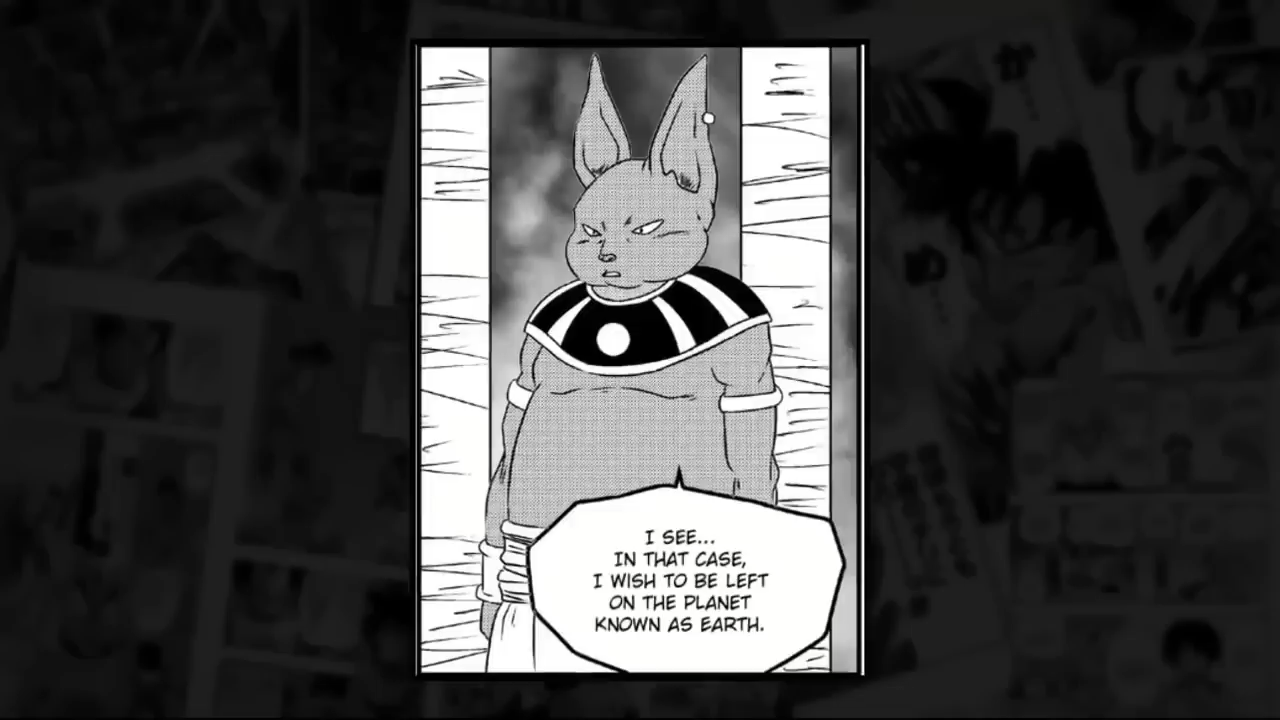 I SEE...
IN THAT CASE,
I WISH TO BE LEFT
ON THE PLANET
KNOWN AS EARTH.